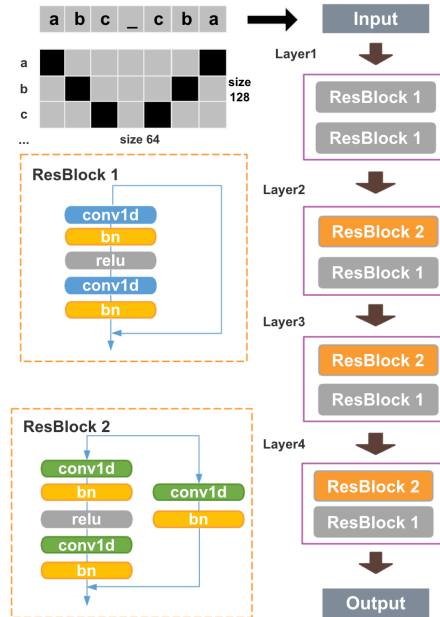 a b c _ c b a
a
b
c
...
size 128
size 64
ResBlock 1
conv1d
bn
relu
conv1d
bn
ResBlock 2
conv1d
bn
relu
conv1d
bn
conv1d
bn
Input
Layer1
ResBlock 1
ResBlock 1
Layer2
ResBlock 2
ResBlock 1
Layer3
ResBlock 2
ResBlock 1
Layer4
ResBlock 2
ResBlock 1
Output